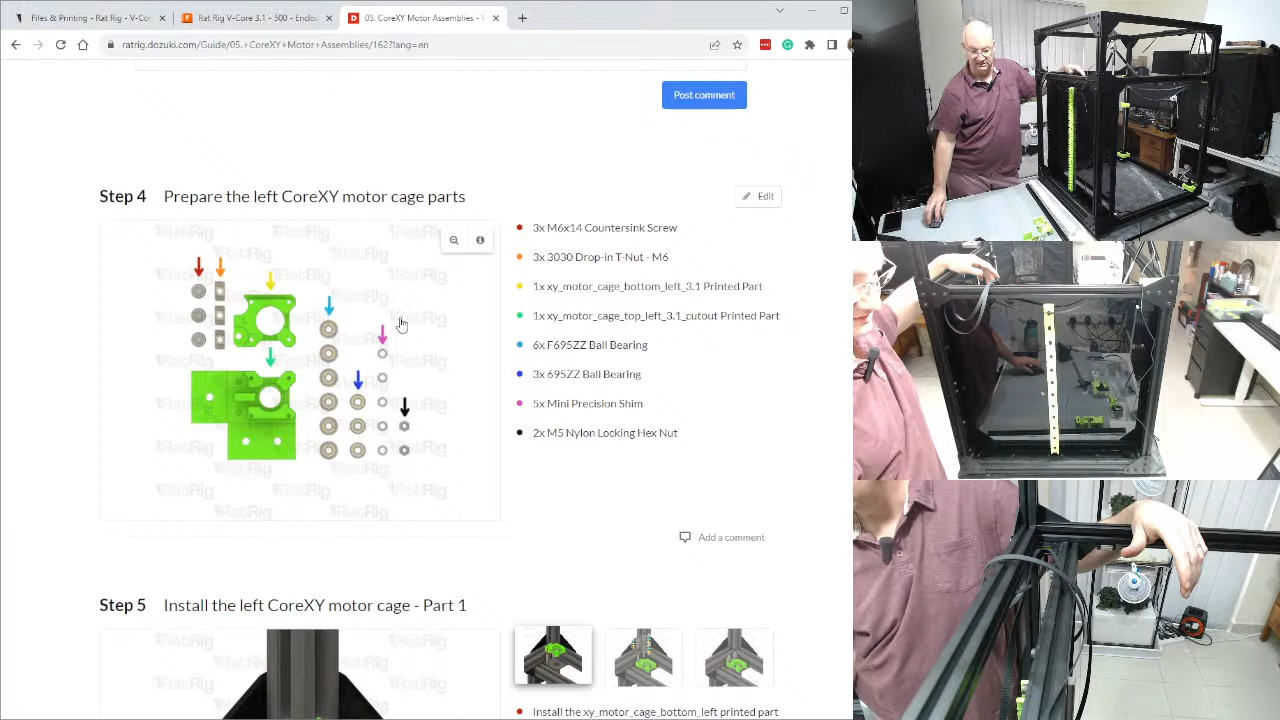 Files & Printing - Rat Rig - V-Co
Rat Rig V-Core 3.1 - 500 - Enclo
05. CoreXY Motor Assemblies - R
ratrig.dozuki.com/Guide/05.+CoreXY+Motor+Assemblies/162?lang=en
Post comment
Step 4 Prepare the left CoreXY motor cage parts
Edit
3x M6x14 Countersink Screw
3x 3030 Drop-in T-Nut - M6
1x xy_motor_cage_bottom_left_3.1 Printed Part
1x xy_motor_cage_top_left_3.1_cutout Printed Part
6x F695ZZ Ball Bearing
3x 695ZZ Ball Bearing
5x Mini Precision Shim
2x M5 Nylon Locking Hex Nut
Add a comment
Step 5 Install the left CoreXY motor cage - Part 1
Install the xy_motor_cage_bottom_left printed part